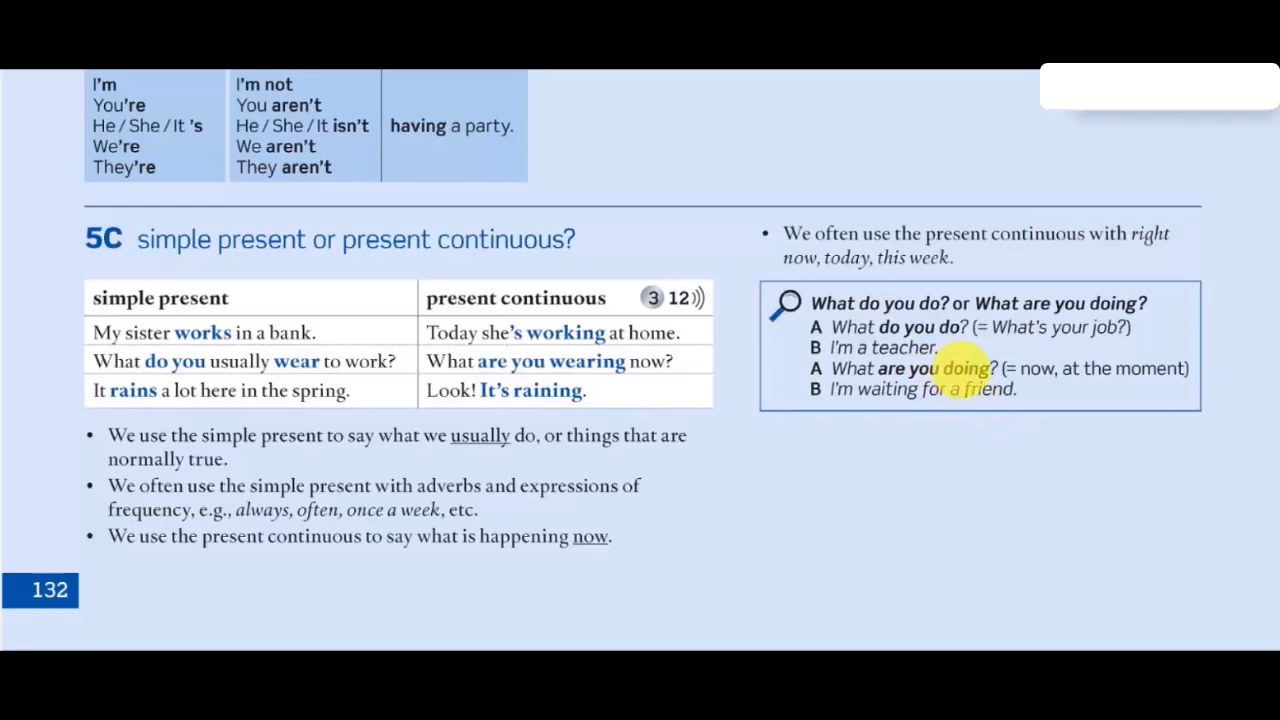 I'm
You're
He / She / It 's
We're
They're
I'm not
You aren't
He / She / It isn't
We aren't
They aren't
having a party.
5C simple present or present continuous?
simple present
present continuous 3 12))
My sister works in a bank.
Today she's working at home.
What do you usually wear to work?
What are you wearing now?
It rains a lot here in the spring.
Look! It's raining.
• We use the simple present to say what we usually do, or things that are
normally true.
• We often use the simple present with adverbs and expressions of
frequency, e.g., always, often, once a week, etc.
• We use the present continuous to say what is happening now.
• We often use the present continuous with right
now, today, this week.
What do you do? or What are you doing?
A What do you do? (= What's your job?)
B I'm a teacher.
A What are you doing? (= now, at the moment)
B I'm waiting for a friend.
132